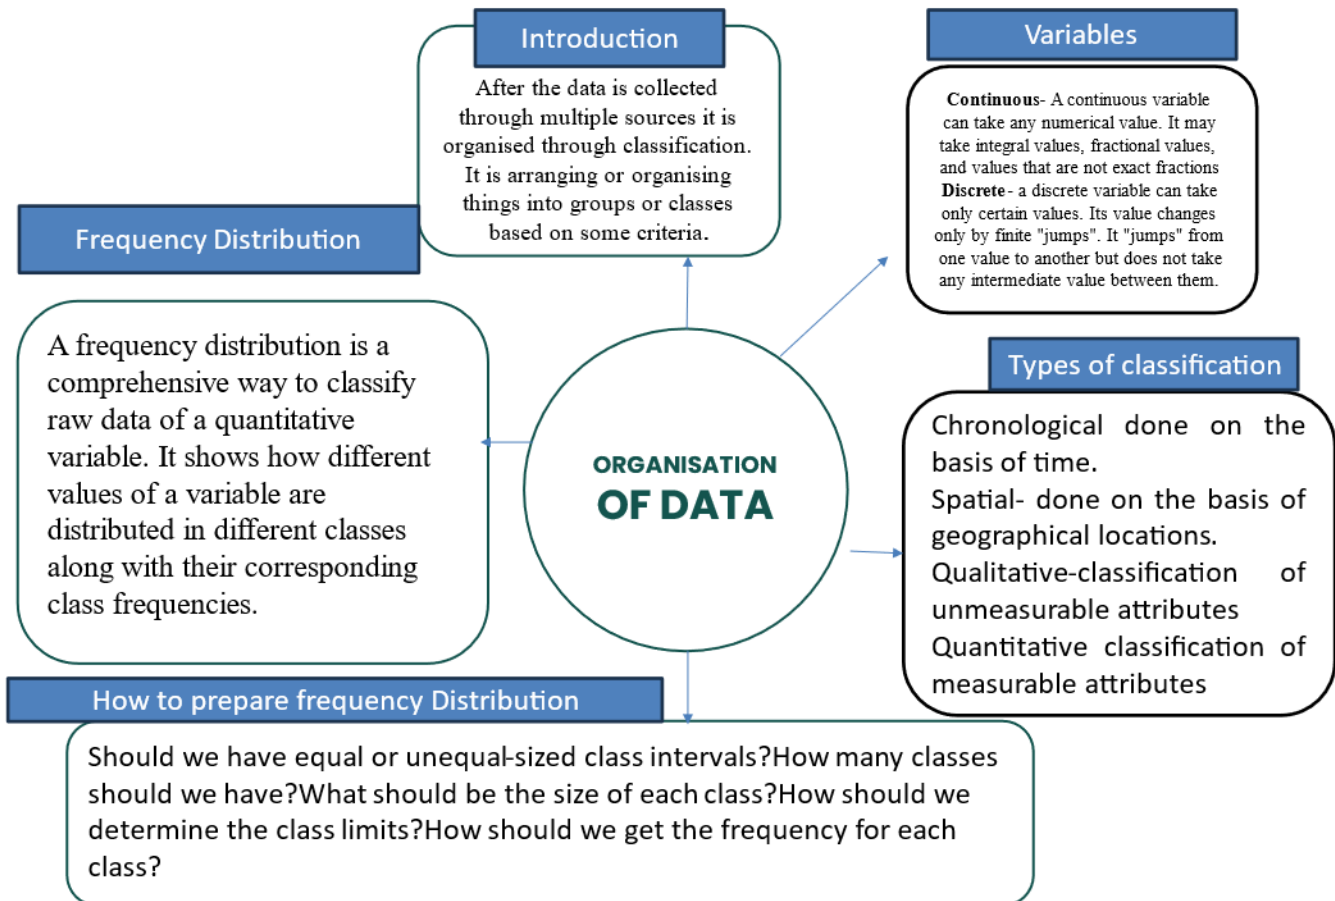 Introduction
After the data is collected
through multiple sources it is
organised through classification.
It is arranging or organising
things into groups or classes
based on some criteria.
Variables
Continuous- A continuous variable
can take any numerical value. It may
take integral values, fractional values,
and values that are not exact fractions
Discrete- a discrete variable can take
only certain values. Its value changes
only by finite "jumps". It "jumps" from
one value to another but does not take
any intermediate value between them.
Frequency Distribution
A frequency distribution is a
comprehensive way to classify
raw data of a quantitative
variable. It shows how different
values of a variable are
distributed in different classes
along with their corresponding
class frequencies.
ORGANISATION
OF DATA
Types of classification
Chronological done on the
basis of time.
Spatial- done on the basis of
geographical locations.
Qualitative-classification of
unmeasurable attributes
Quantitative classification of
measurable attributes
How to prepare frequency Distribution
Should we have equal or unequal-sized class intervals?How many classes
should we have?What should be the size of each class?How should we
determine the class limits?How should we get the frequency for each
class?